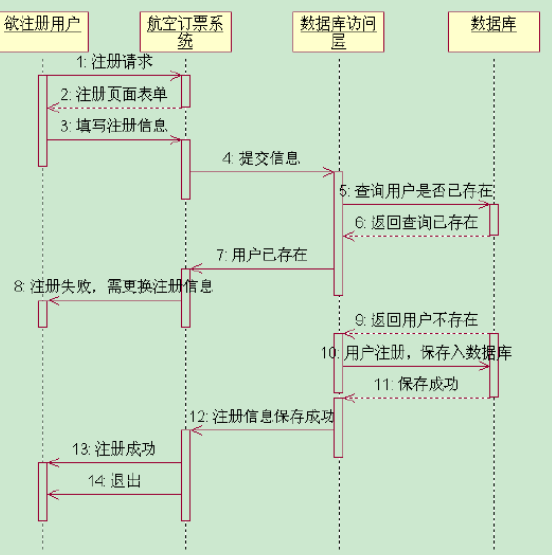 欲注册用户
航空订票系
统
数据库访问
层
数据库
1: 注册请求
2: 注册页面表单
3: 填写注册信息
4: 提交信息
5: 查询用户是否已存在
6: 返回查询已存在
7: 用户已存在
8: 注册失败，需更换注册信息
9: 返回用户不存在
10: 用户注册，保存入数据库
11: 保存成功
12: 注册信息保存成功
13: 注册成功
14: 退出